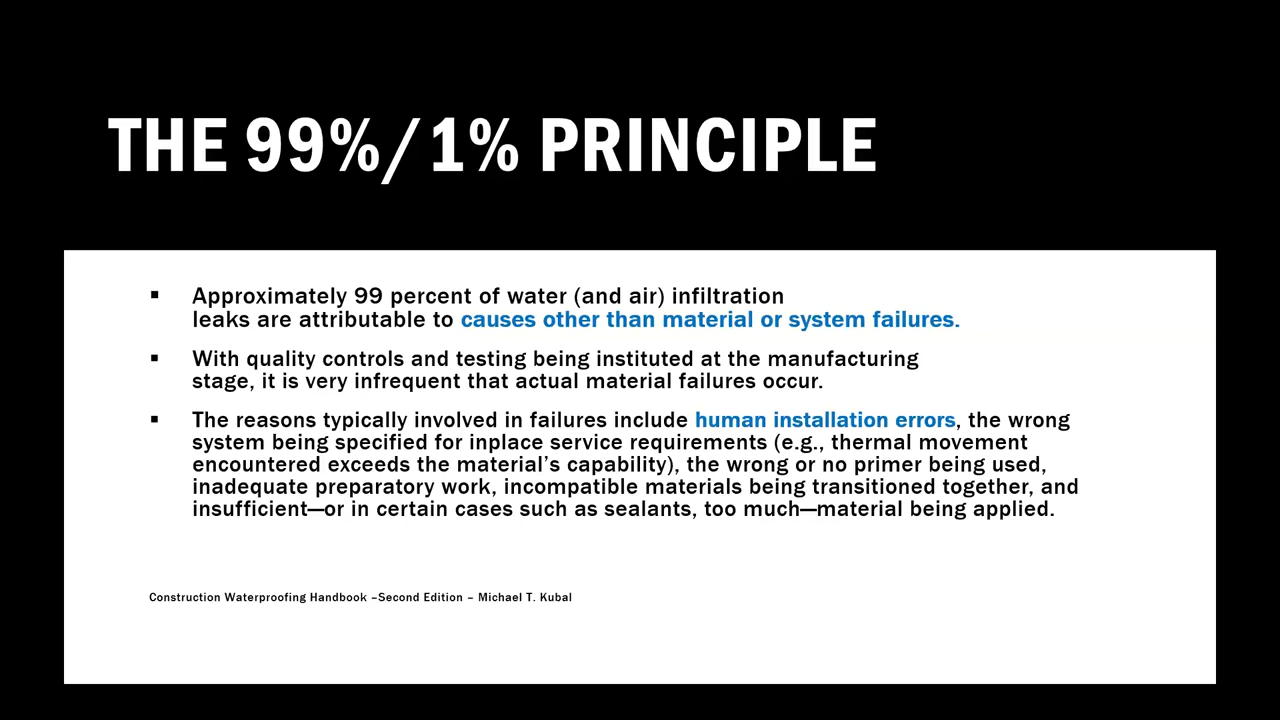 THE 99%/1% PRINCIPLE
▪ Approximately 99 percent of water (and air) infiltration
leaks are attributable to causes other than material or system failures.
▪ With quality controls and testing being instituted at the manufacturing
stage, it is very infrequent that actual material failures occur.
▪ The reasons typically involved in failures include human installation errors, the wrong
system being specified for inplace service requirements (e.g., thermal movement
encountered exceeds the material’s capability), the wrong or no primer being used,
inadequate preparatory work, incompatible materials being transitioned together, and
insufficient—or in certain cases such as sealants, too much—material being applied.
Construction Waterproofing Handbook –Second Edition – Michael T. Kubal